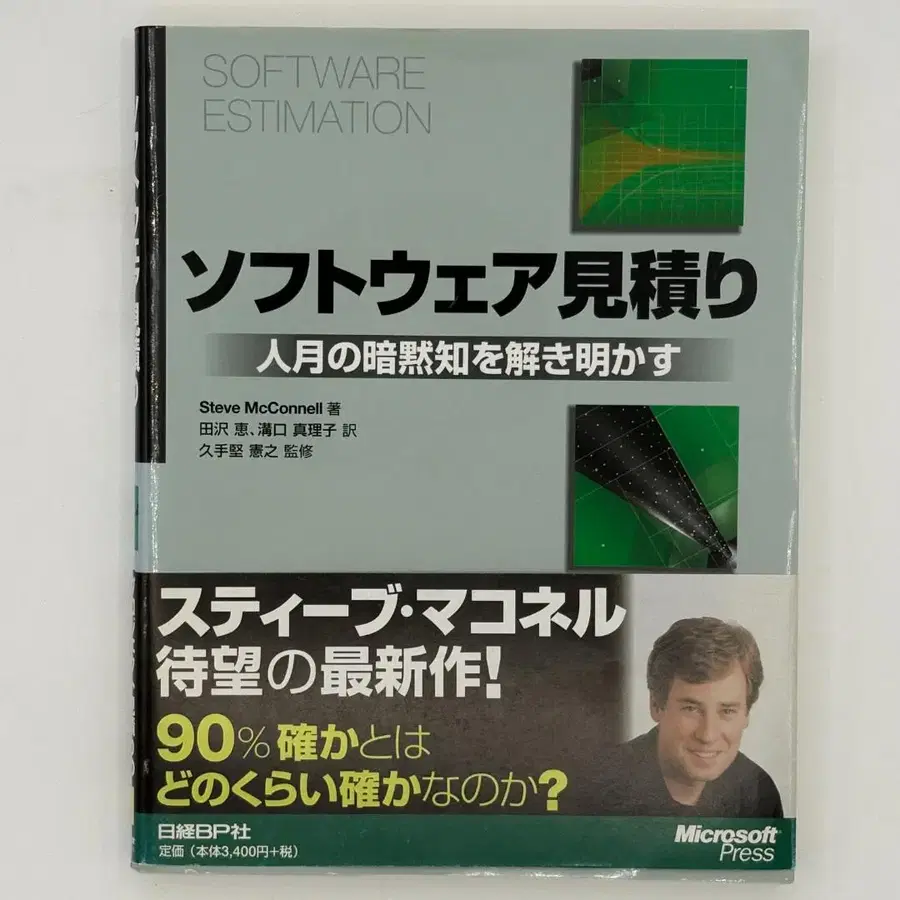 SOFTWARE
ESTIMATION
ソフトウェア見積り
人月の暗黙知を解き明かす
Steve McConnell 著
田沢 恵、溝口 真理子 訳
久手堅 憲之 監修
スティーブ・マコネル
待望の最新作!
90%確かとは
どのくらい確かなのか?
日経BP社
定価(本体3,400円+税)
Microsoft
Press